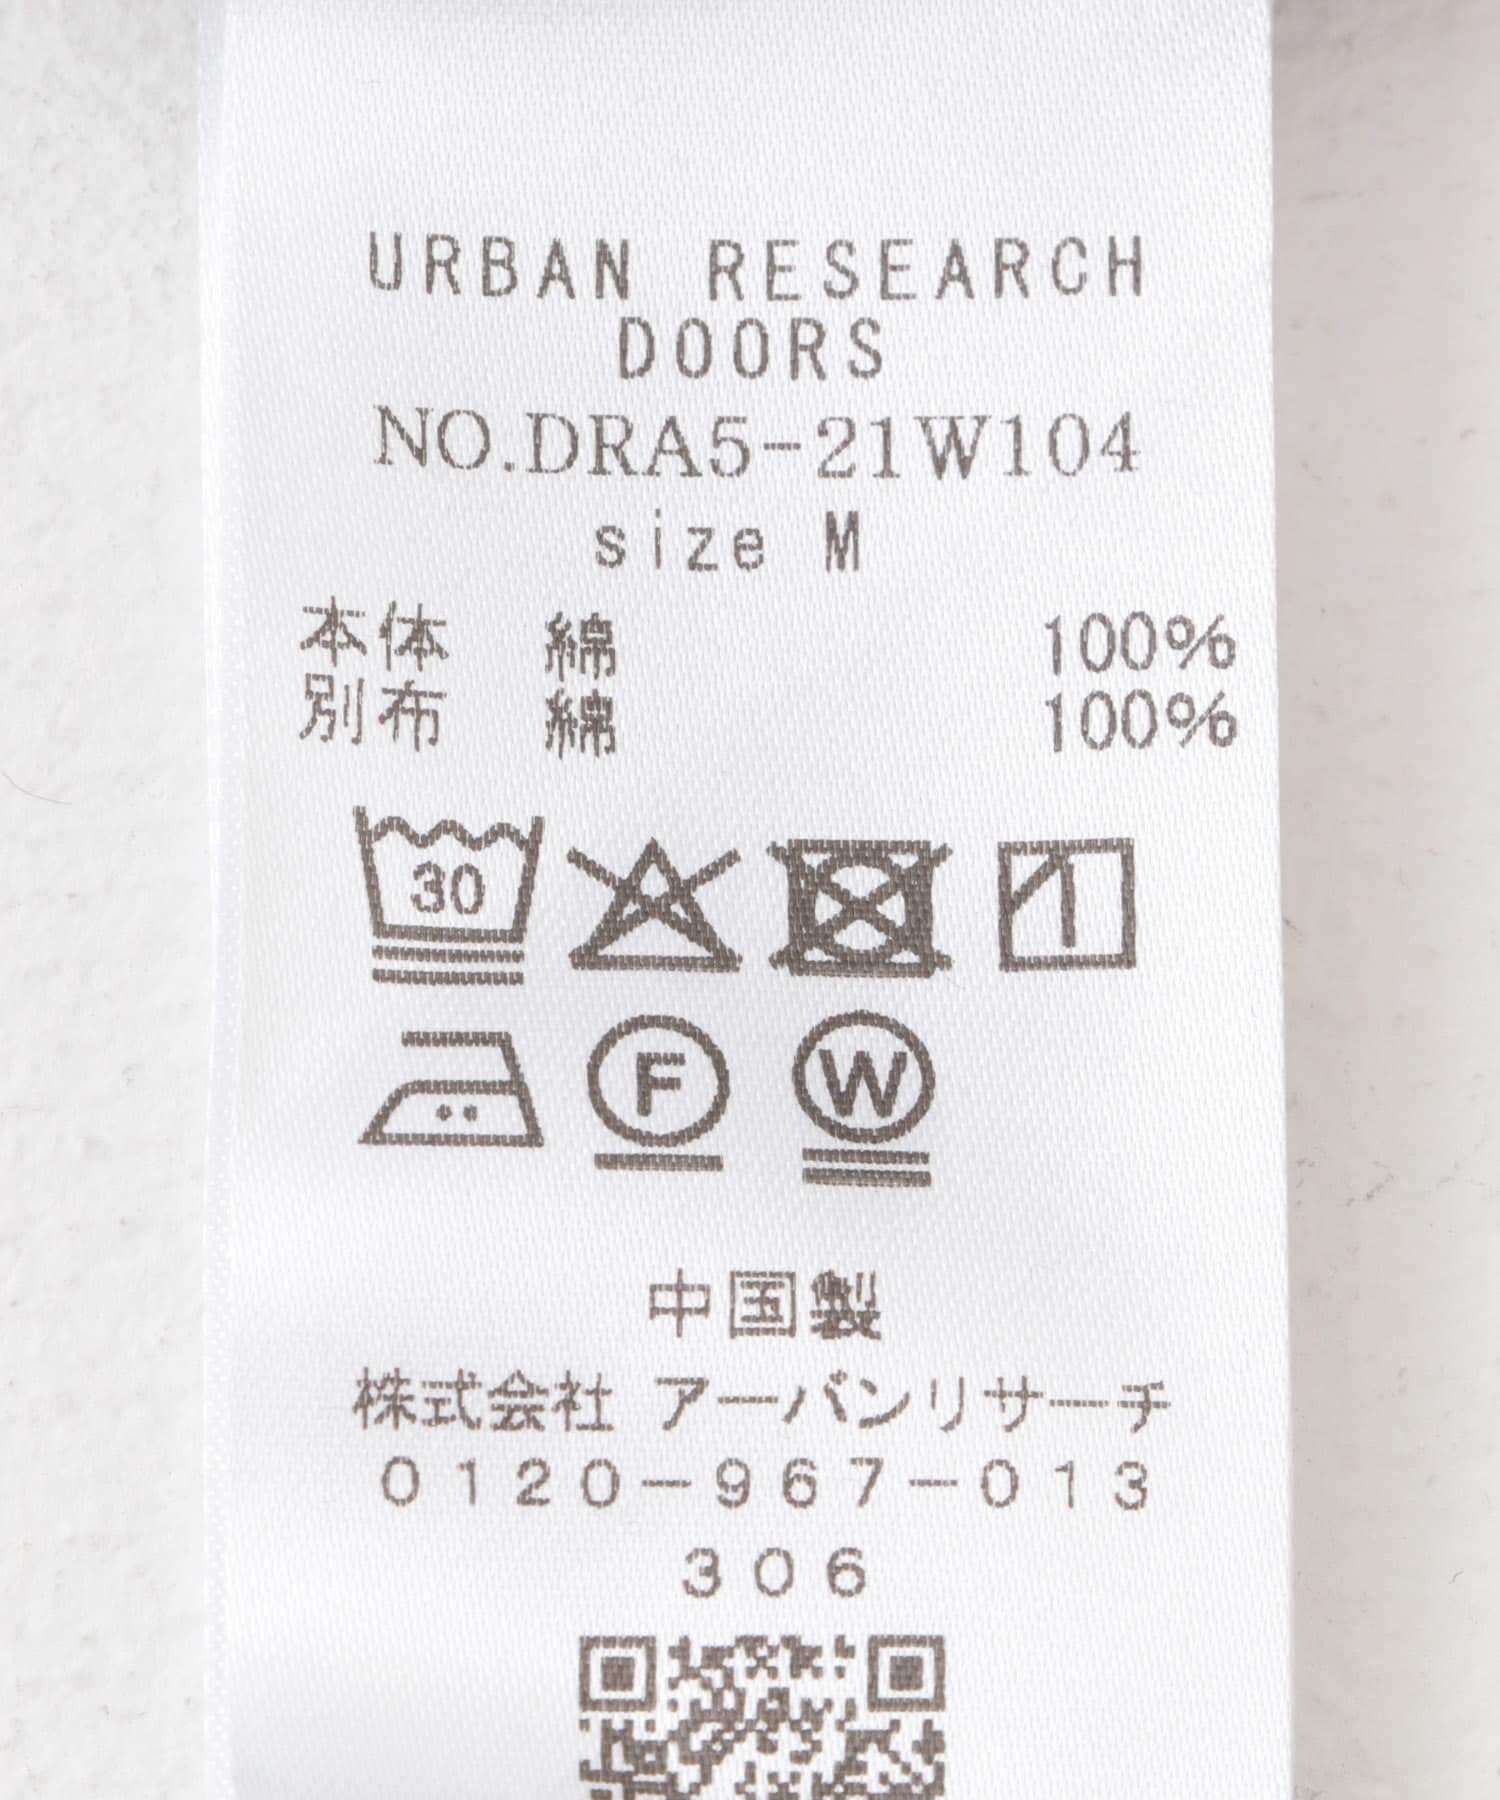 URBAN RESEARCH
DOORS
NO.DRA5-21W104
size M
本体 綿 100%
別布 綿 100%
30
F W
中国製
株式会社 アーバンリサーチ
0120-967-013
306